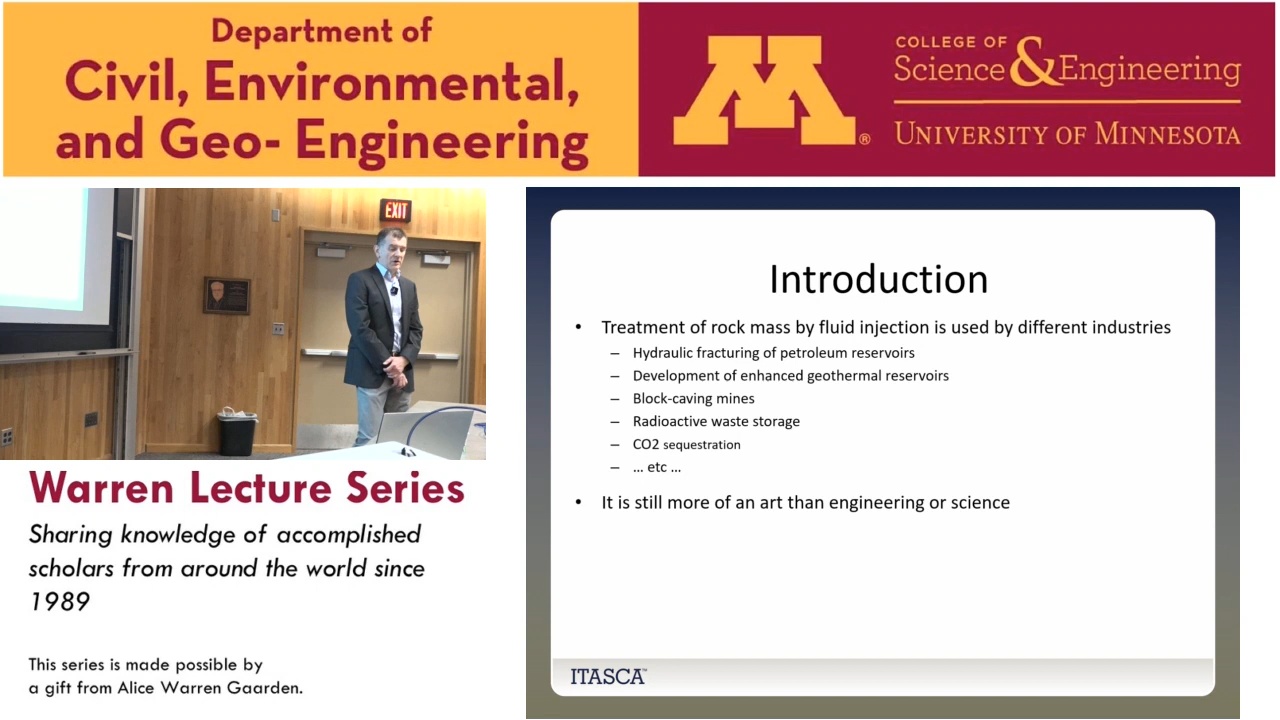 Department of
Civil, Environmental,
and Geo- Engineering
COLLEGE OF
Science & Engineering
UNIVERSITY OF MINNESOTA
M®
EXIT
Warren Lecture Series
Sharing knowledge of accomplished
scholars from around the world since
1989
This series is made possible by
a gift from Alice Warren Gaarden.
Introduction
• Treatment of rock mass by fluid injection is used by different industries
– Hydraulic fracturing of petroleum reservoirs
– Development of enhanced geothermal reservoirs
– Block-caving mines
– Radioactive waste storage
– CO2 sequestration
– … etc …
• It is still more of an art than engineering or science
ITASCA™